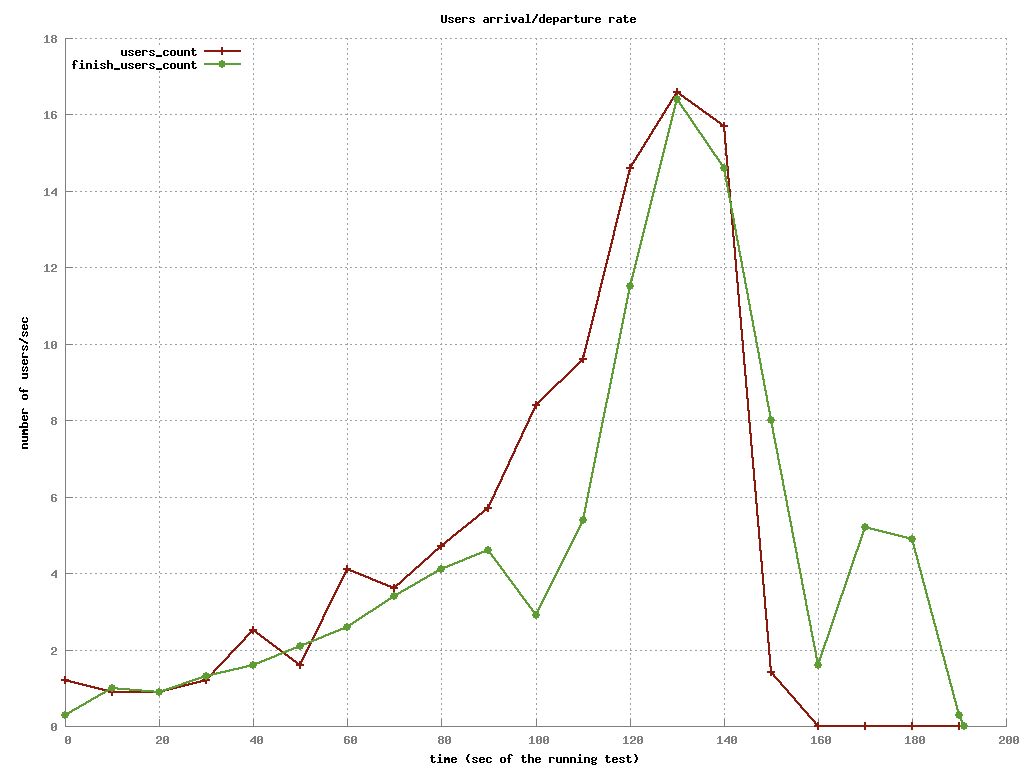 Users arrival/departure rate
users_count
finish_users_count
18
16
14
12
10
8
6
4
2
0
number of users/sec
0 20 40 60 80 100 120 140 160 180 200
time (sec of the running test)